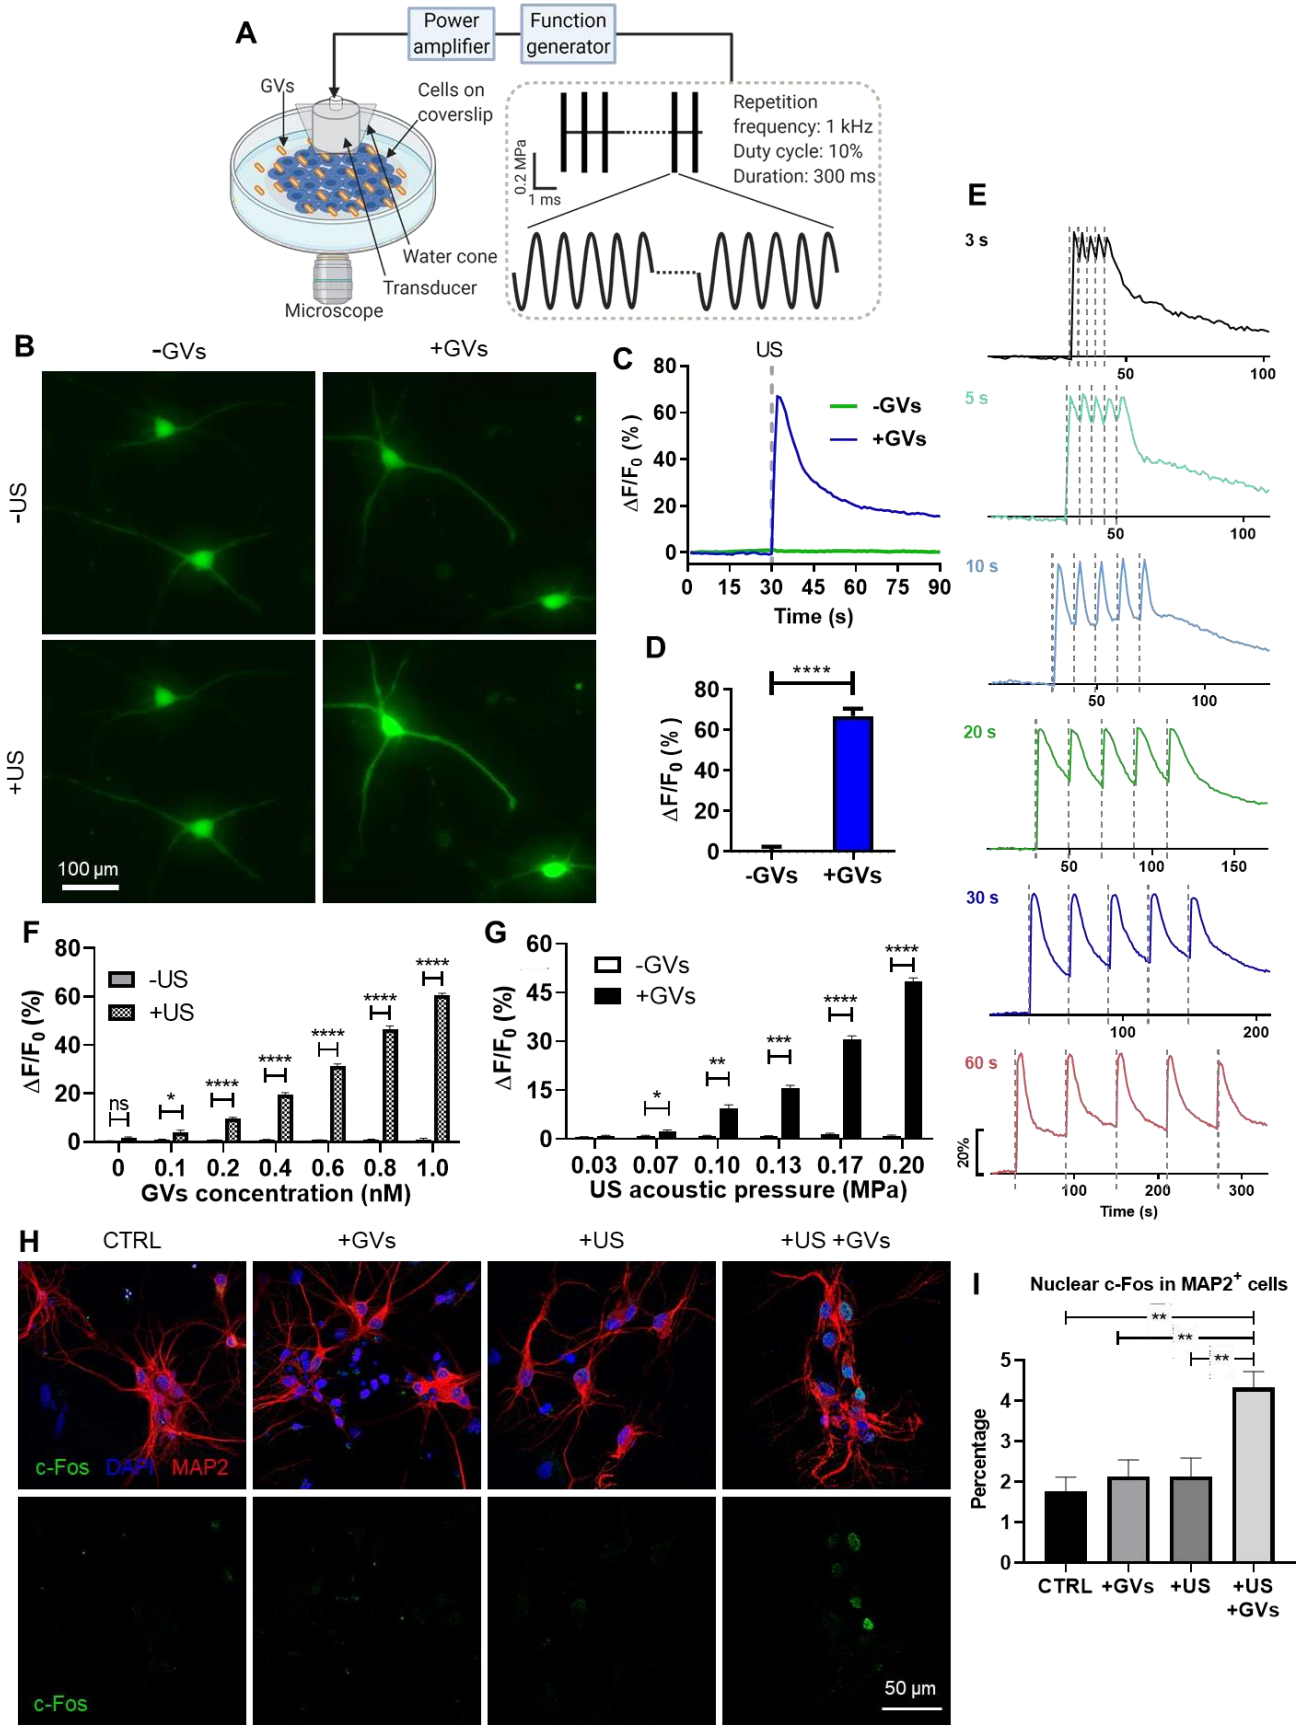 A
Power
amplifier
Function
generator
GVs
Cells on
coverslip
Water cone
Transducer
Microscope
Repetition
frequency: 1 kHz
Duty cycle: 10%
Duration: 300 ms
0.2 MPa
1 ms
B
-GVs
+GVs
-US
+US
100 µm
C
US
-GVs
+GVs
ΔF/F0 (%)
80
60
40
20
0
0 15 30 45 60 75 90
Time (s)
D
****
ΔF/F0 (%)
80
60
40
20
0
-GVs +GVs
E
3 s
50 100
5 s
50 100
10 s
50 100
20 s
50 100 150
30 s
100 200
60 s
20%
100 200 300
Time (s)
F
ΔF/F0 (%)
80
60
40
20
0
-US
+US
ns * **** **** **** **** ****
0 0.1 0.2 0.4 0.6 0.8 1.0
GVs concentration (nM)
G
ΔF/F0 (%)
60
45
30
15
0
-GVs
+GVs
* ** *** **** ****
0.03 0.07 0.10 0.13 0.17 0.20
US acoustic pressure (MPa)
H
CTRL +GVs +US +US +GVs
c-Fos DAPI MAP2
c-Fos
50 µm
I
Nuclear c-Fos in MAP2+ cells
**
**
**
Percentage
5
4
3
2
1
0
CTRL +GVs +US +US
+GVs